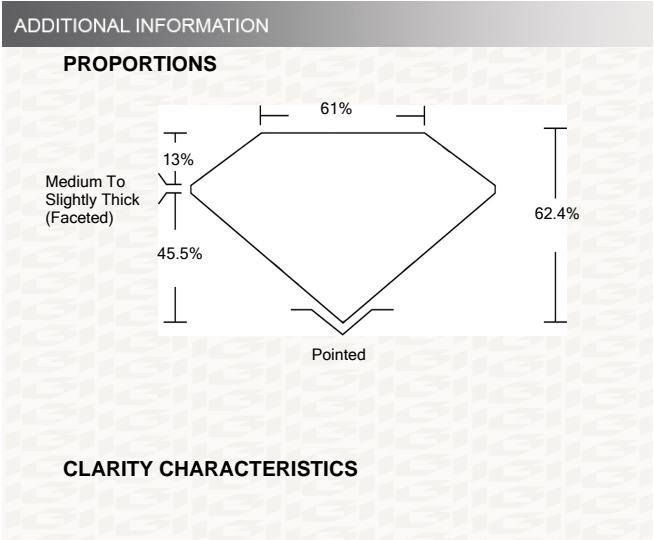 ADDITIONAL INFORMATION
PROPORTIONS
61%
13%
Medium To
Slightly Thick
(Faceted)
62.4%
45.5%
Pointed
CLARITY CHARACTERISTICS